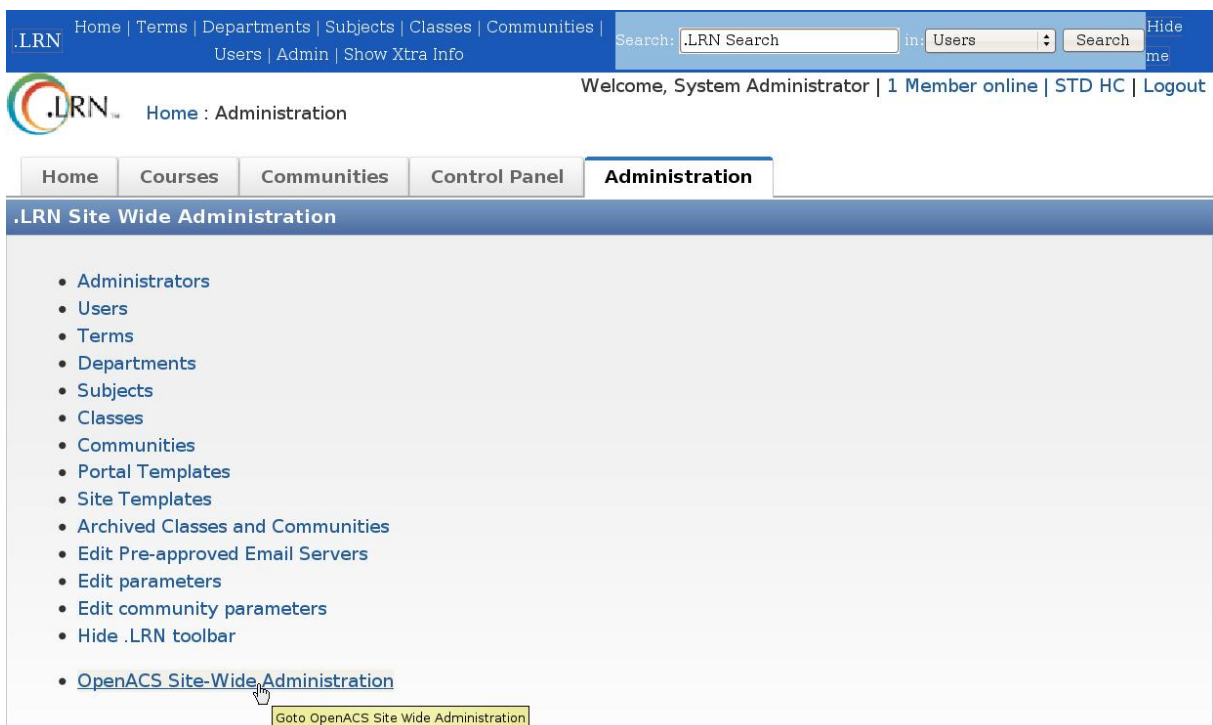 .LRN Home | Terms | Departments | Subjects | Classes | Communities | Search: .LRN Search in: Users Search Hide
Users | Admin | Show Xtra Info me
Welcome, System Administrator | 1 Member online | STD HC | Logout
.LRN™ Home : Administration
Home Courses Communities Control Panel Administration
.LRN Site Wide Administration
• Administrators
• Users
• Terms
• Departments
• Subjects
• Classes
• Communities
• Portal Templates
• Site Templates
• Archived Classes and Communities
• Edit Pre-approved Email Servers
• Edit parameters
• Edit community parameters
• Hide .LRN toolbar
• OpenACS Site-Wide Administration
Goto OpenACS Site Wide Administration